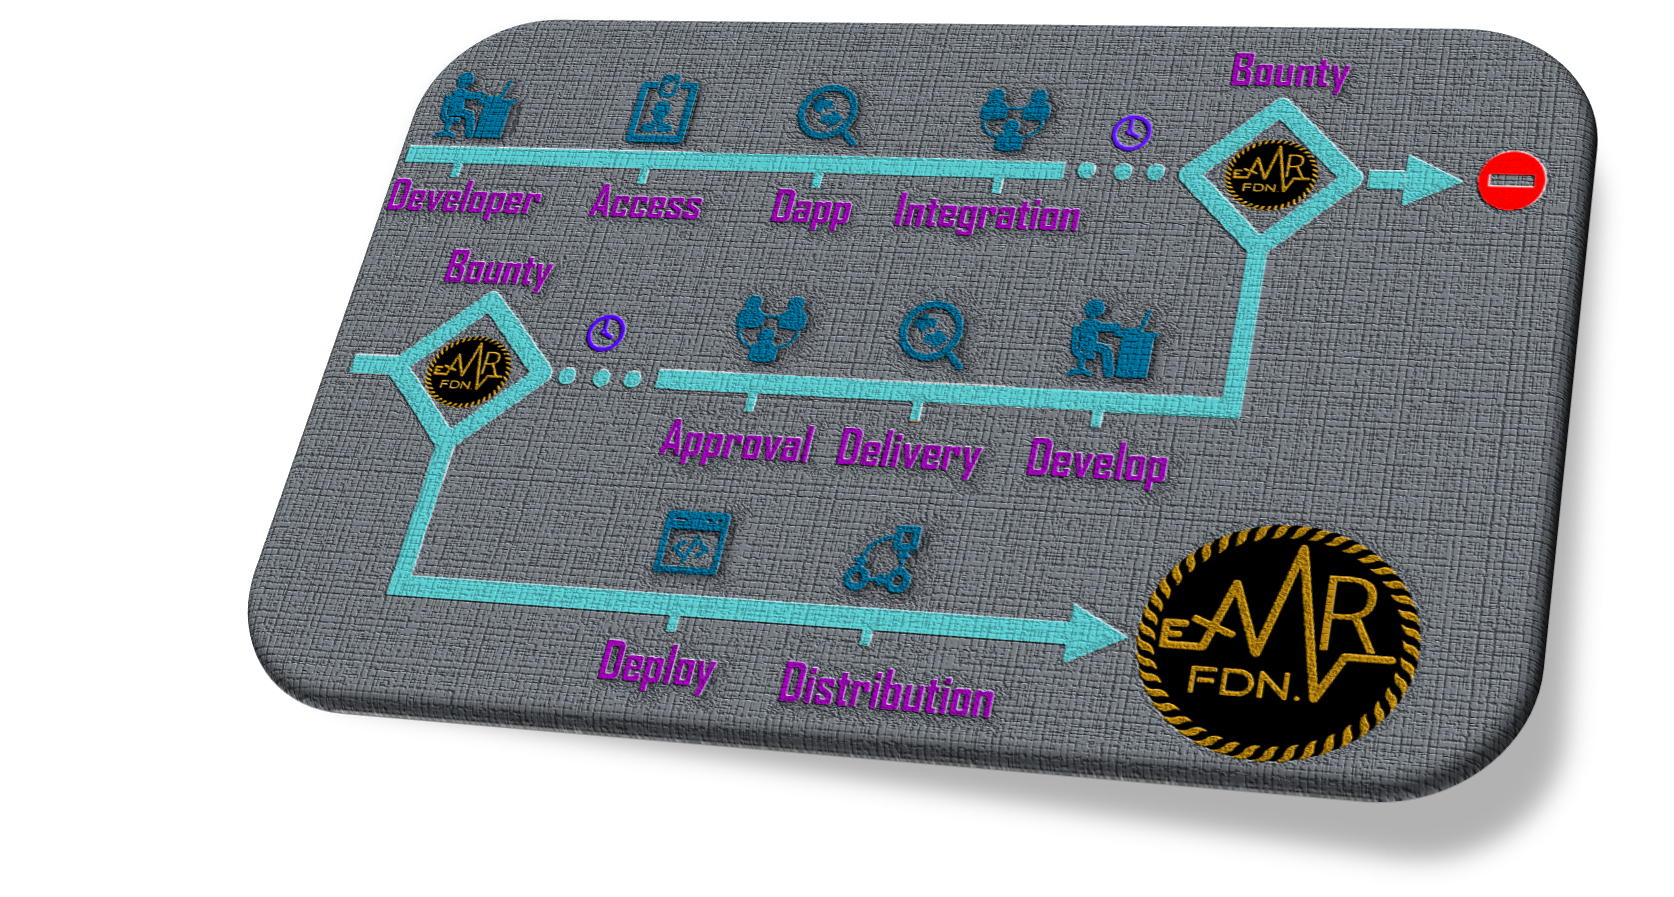 Bounty
EXMR
FDN.
Developer Access Dapp Integration
Bounty
EXMR
FDN.
Approval Delivery Develop
Deploy Distribution
EXMR
FDN.